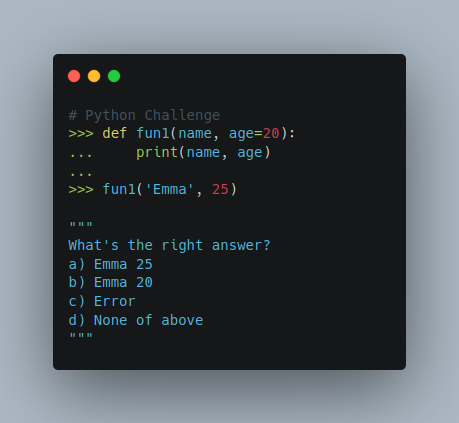 # Python Challenge
>>> def fun1(name, age=20):
...     print(name, age)
...
>>> fun1('Emma', 25)
"""
What's the right answer?
a) Emma 25
b) Emma 20
c) Error
d) None of above
"""